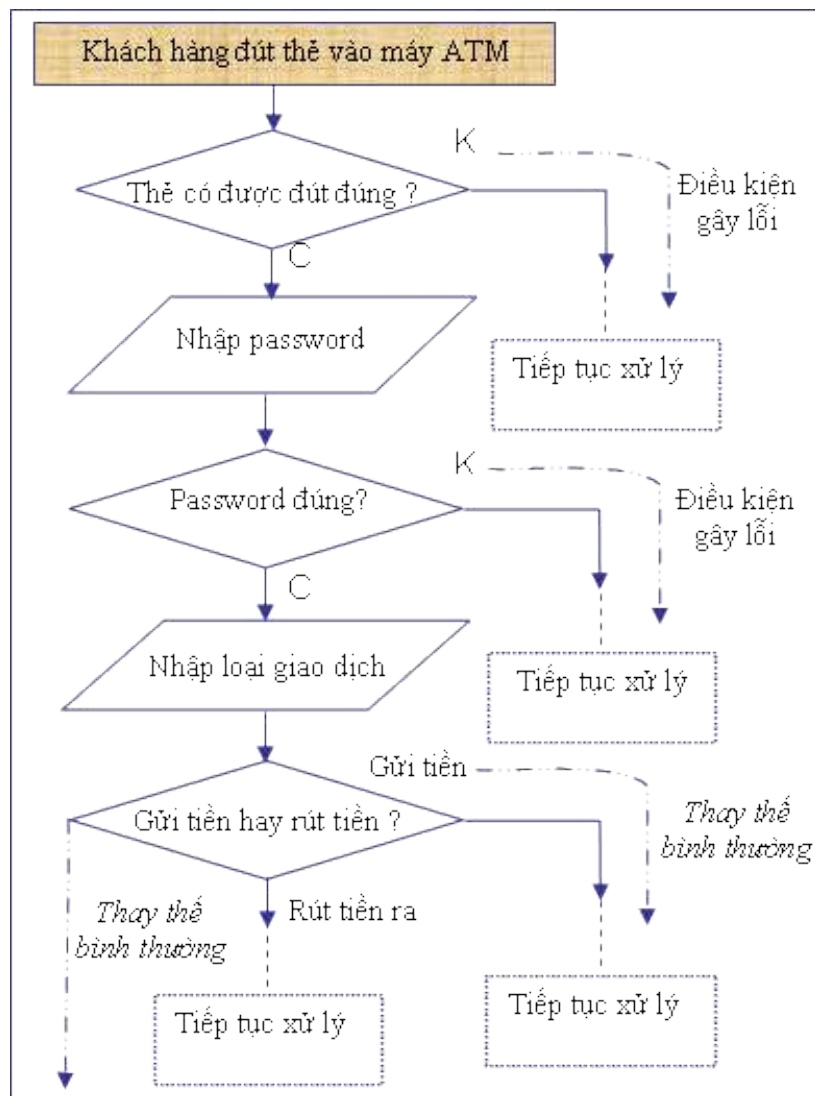 Khách hàng đút thẻ vào máy ATM
K
Thẻ có được đút đúng ?
Điều kiện
gây lỗi
C
Nhập password
Tiếp tục xử lý
K
Password đúng?
Điều kiện
gây lỗi
C
Nhập loại giao dịch
Tiếp tục xử lý
Gửi tiền
Gửi tiền hay rút tiền ?
Thay thế
bình thường
Thay thế
bình thường
Rút tiền ra
Tiếp tục xử lý
Tiếp tục xử lý